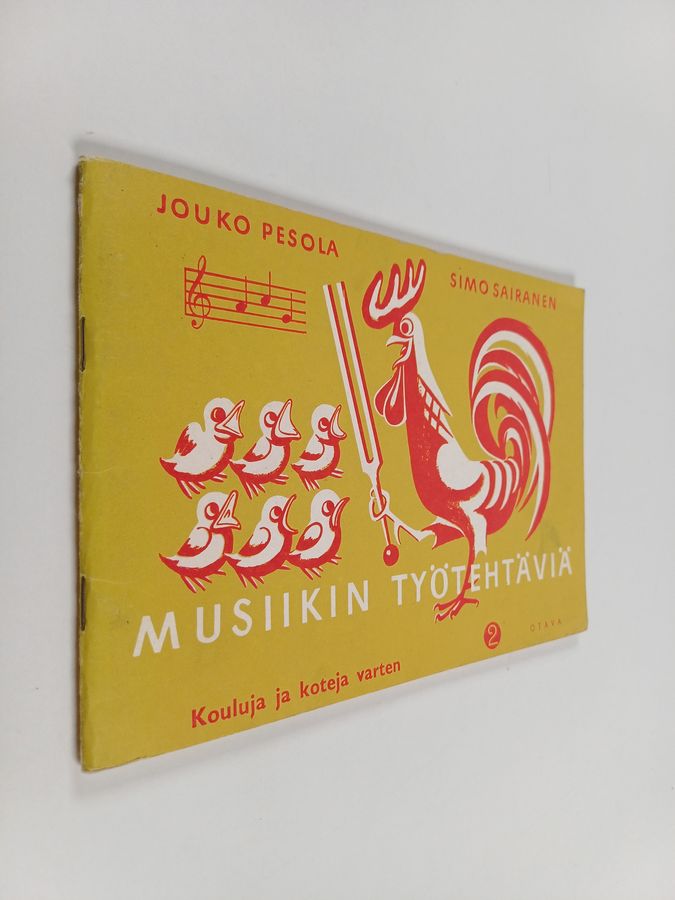 JOUKO PESOLA
SIMO SAIRANEN
MUSIIKIN TYÖTEHTÄVIÄ
2
OTAVA
Kouluja ja koteja varten